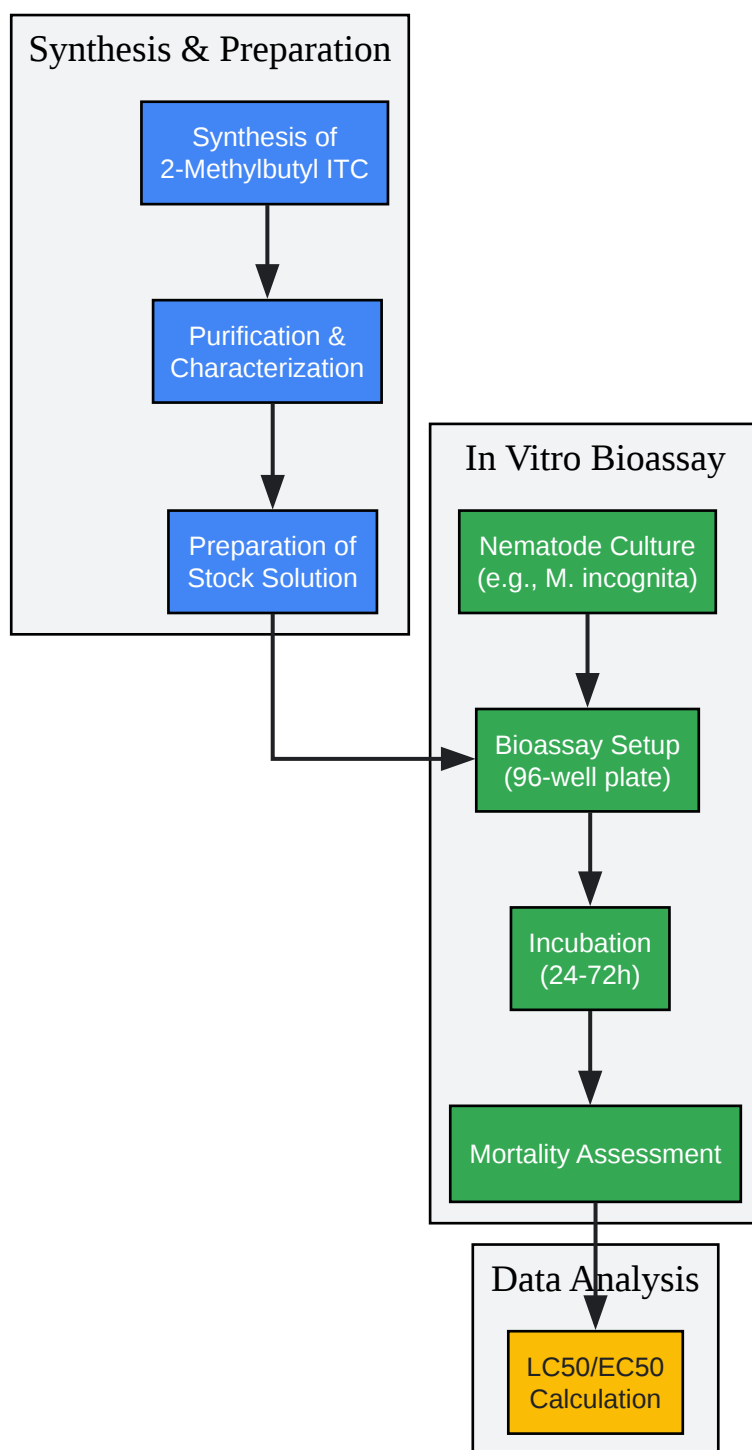 Synthesis & Preparation
Synthesis of
2-Methylbutyl ITC
Purification &
Characterization
Preparation of
Stock Solution
In Vitro Bioassay
Nematode Culture
(e.g., M. incognita)
Bioassay Setup
(96-well plate)
Incubation
(24-72h)
Mortality Assessment
Data Analysis
LC50/EC50
Calculation